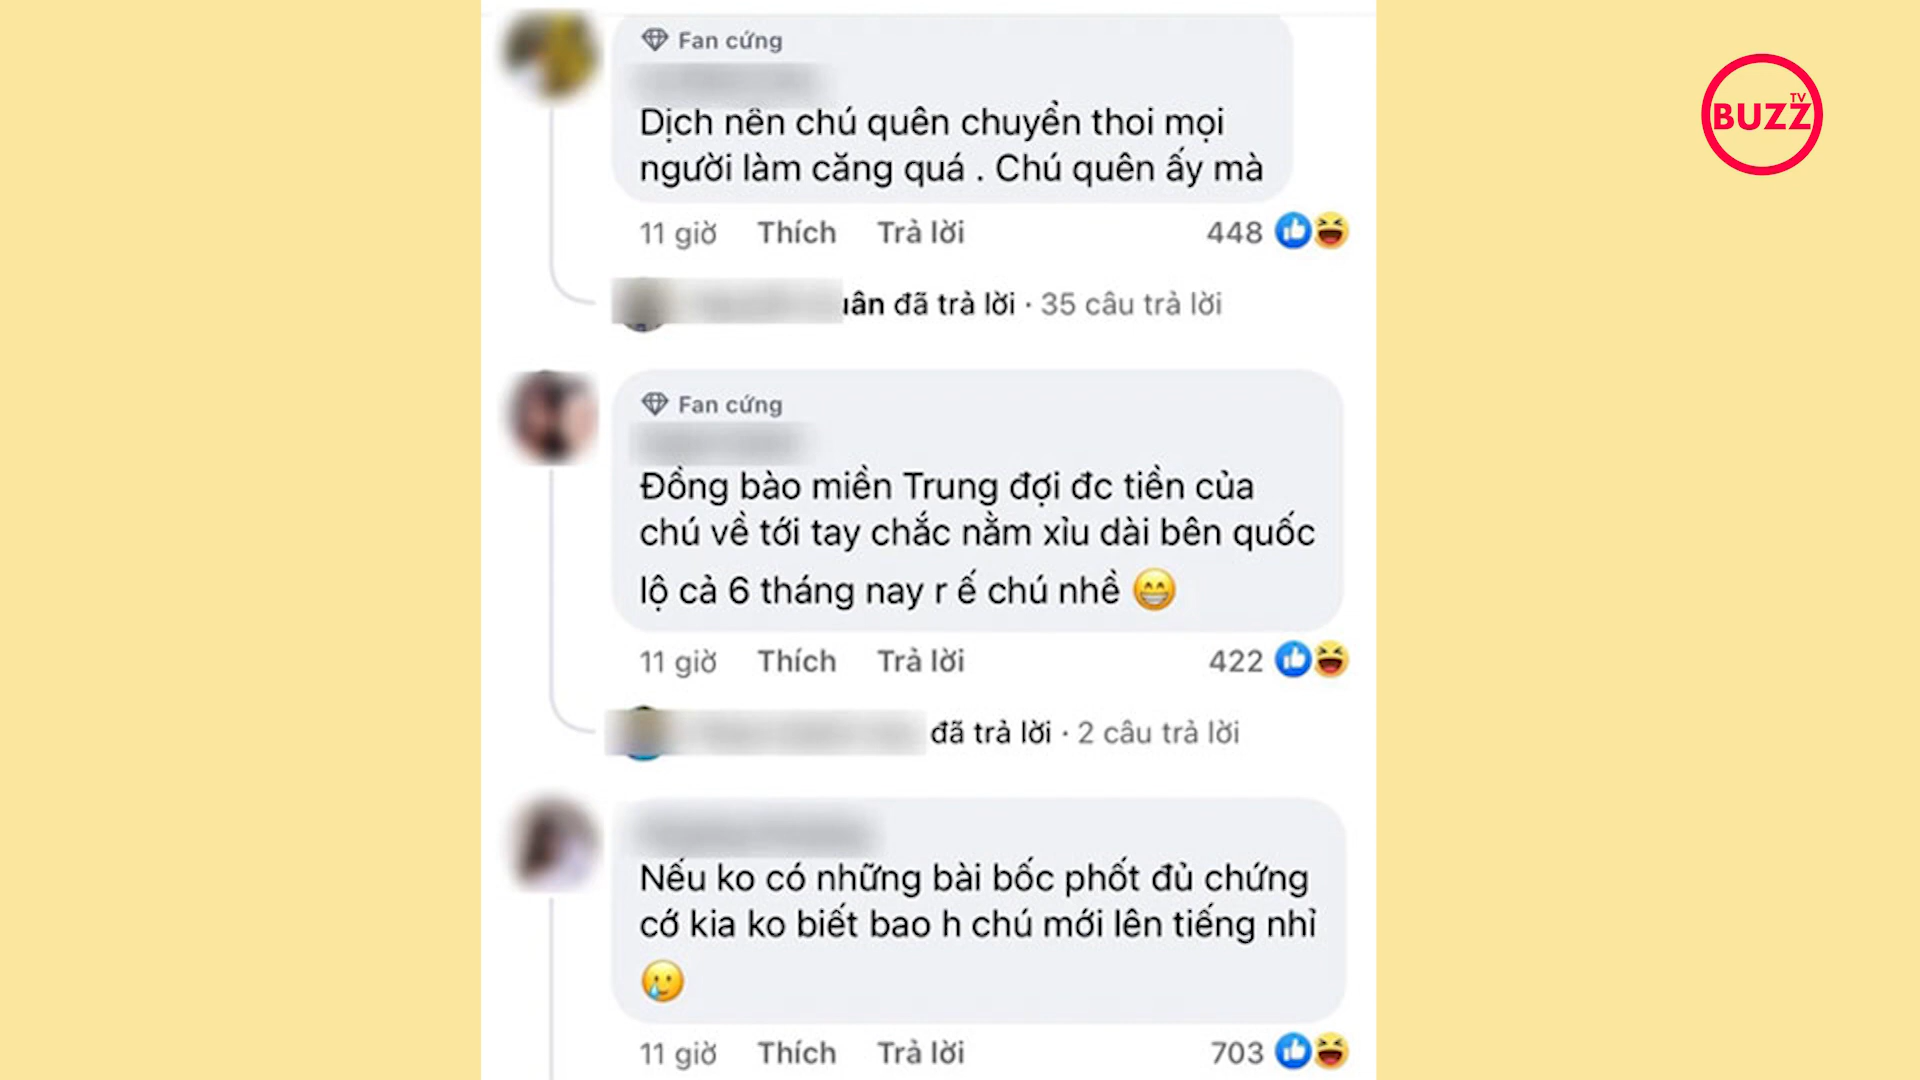 Fan cứng
Dịch nên chú quên chuyển thoi mọi
người làm căng quá . Chú quên ấy mà
11 giờ Thích Trả lời 448
đã trả lời · 35 câu trả lời
Fan cứng
Đồng bào miền Trung đợi đc tiền của
chú về tới tay chắc nằm xỉu dài bên quốc
lộ cả 6 tháng nay r ế chú nhề
11 giờ Thích Trả lời 422
đã trả lời · 2 câu trả lời
Nếu ko có những bài bốc phốt đủ chứng
cớ kia ko biết bao h chú mới lên tiếng nhỉ
11 giờ Thích Trả lời 703
BUZZ TV